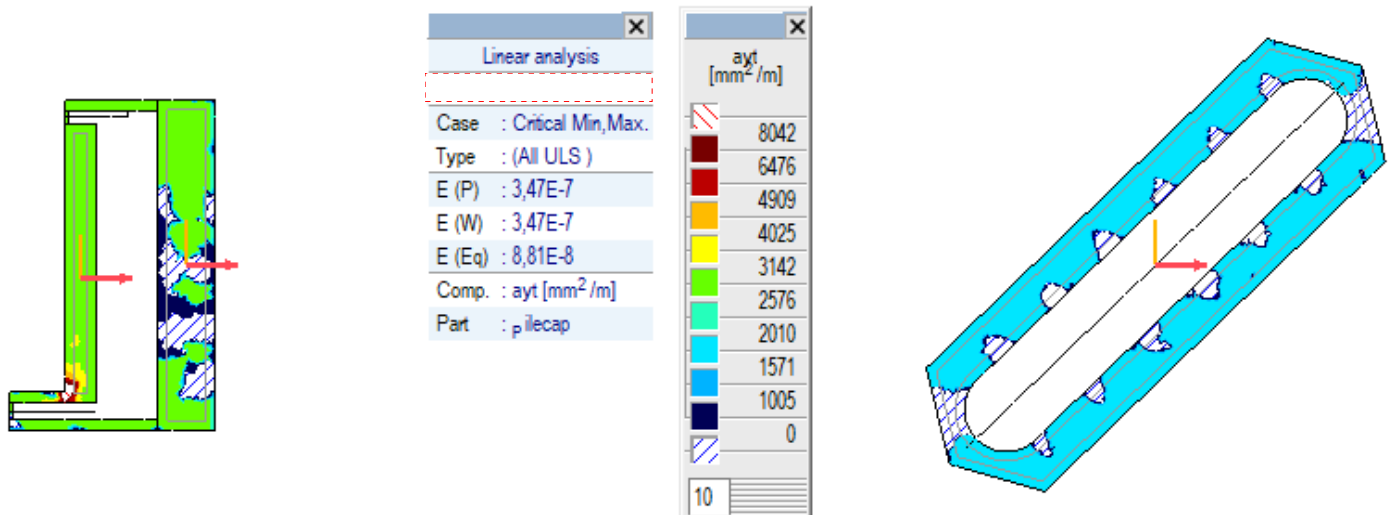 Linear analysis
Case : Critical Min,Max.
Type : (All ULS )
E (P) : 3,47E-7
E (W) : 3,47E-7
E (Eq) : 8,81E-8
Comp. : ayt [mm²/m]
Part : pilecap
ayt
[mm²/m]
8042
6476
4909
4025
3142
2576
2010
1571
1005
0
10